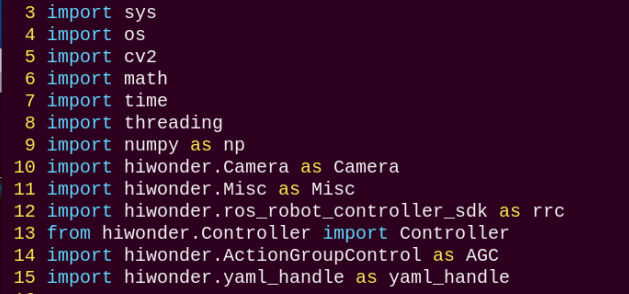 3 import sys
4 import os
5 import cv2
6 import math
7 import time
8 import threading
9 import numpy as np
10 import hiwonder.Camera as Camera
11 import hiwonder.Misc as Misc
12 import hiwonder.ros_robot_controller_sdk as rrc
13 from hiwonder.Controller import Controller
14 import hiwonder.ActionGroupControl as AGC
15 import hiwonder.yaml_handle as yaml_handle